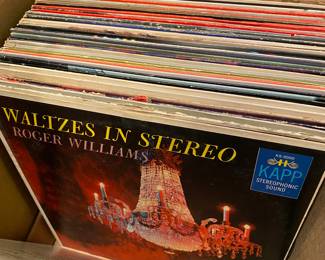 WALTZES IN STEREO
ROGER WILLIAMS
KAPP
STEREOPHONIC
SOUND